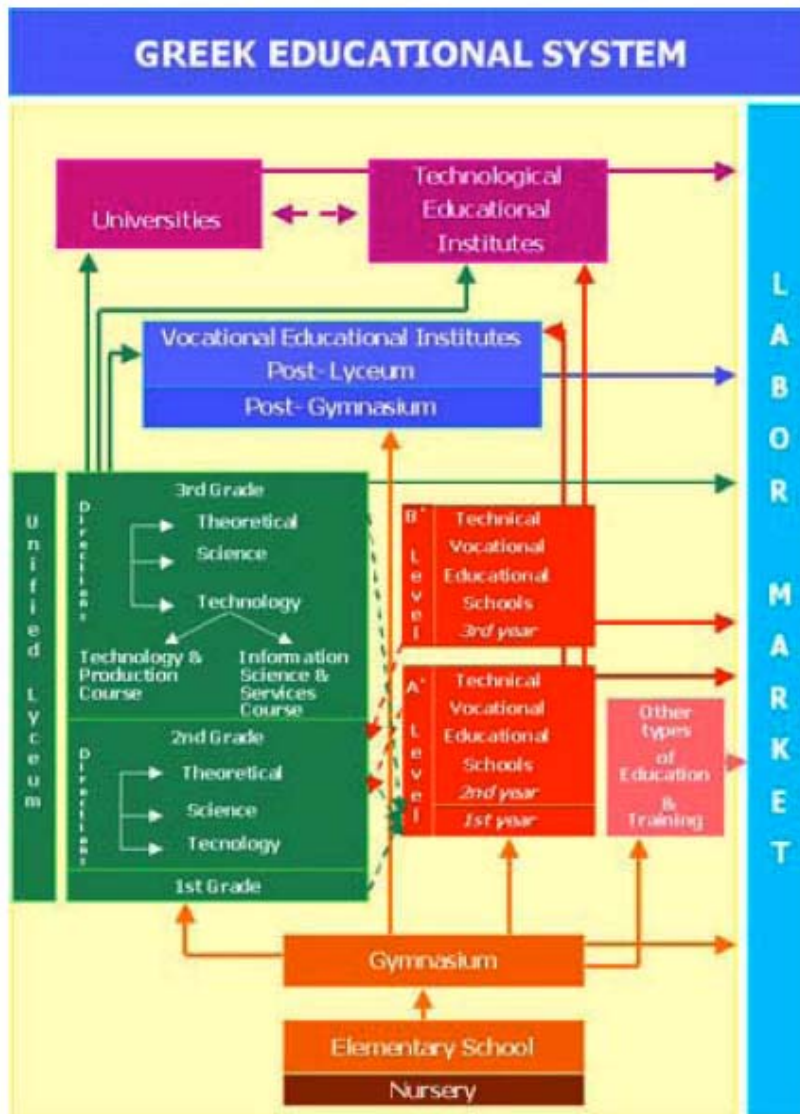 GREEK EDUCATIONAL SYSTEM
Universities
Technological
Educational
Institutes
Vocational Educational Institutes
Post-Lyceum
Post-Gymnasium
Unified Lyceum
Directions
3rd Grade
Theoretical
Science
Technology
Technology &
Production
Course
Information
Science &
Services
Course
2nd Grade
Directions
Theoretical
Science
Tecnology
1st Grade
B' Level
Technical
Vocational
Educational
Schools
3rd year
A' Level
Technical
Vocational
Educational
Schools
2nd year
1st year
Other
types
of
Education
&
Training
Gymnasium
Elementary School
Nursery
LABOR MARKET